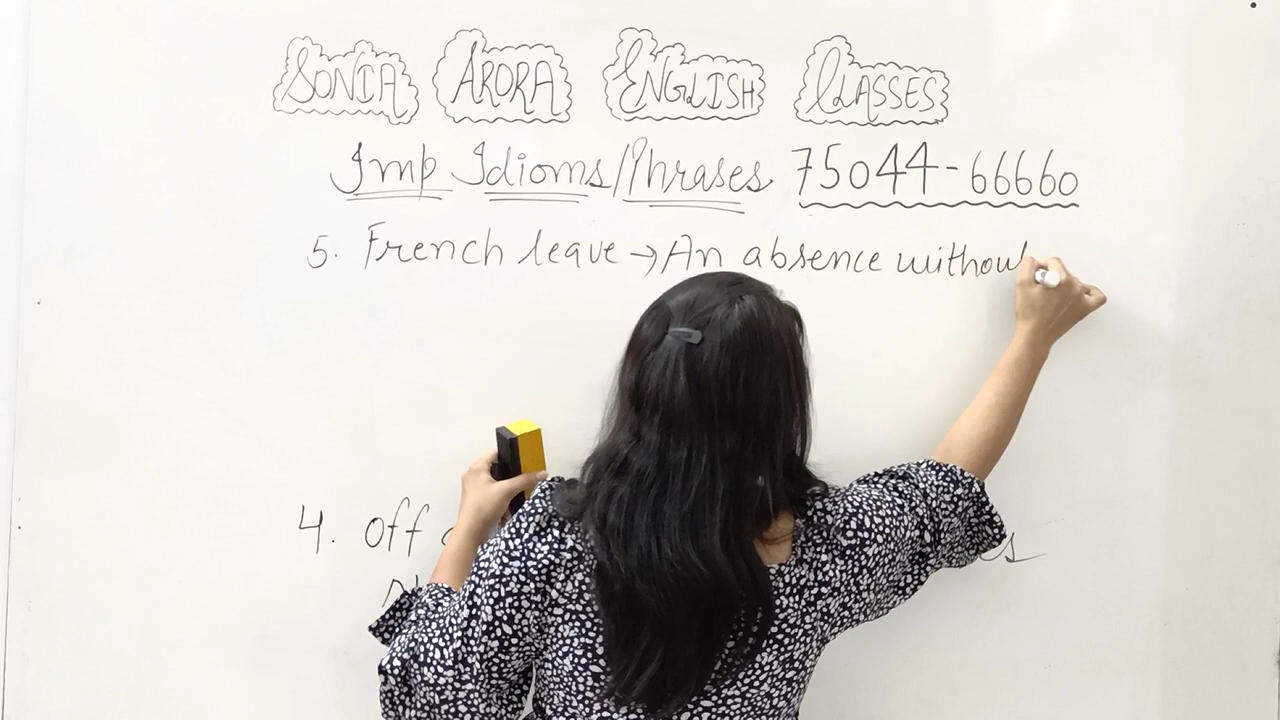 SONIA ARORA ENGLISH CLASSES
Imp Idioms/Phrases 75044-66660
5. French leave → An absence without
4. Off